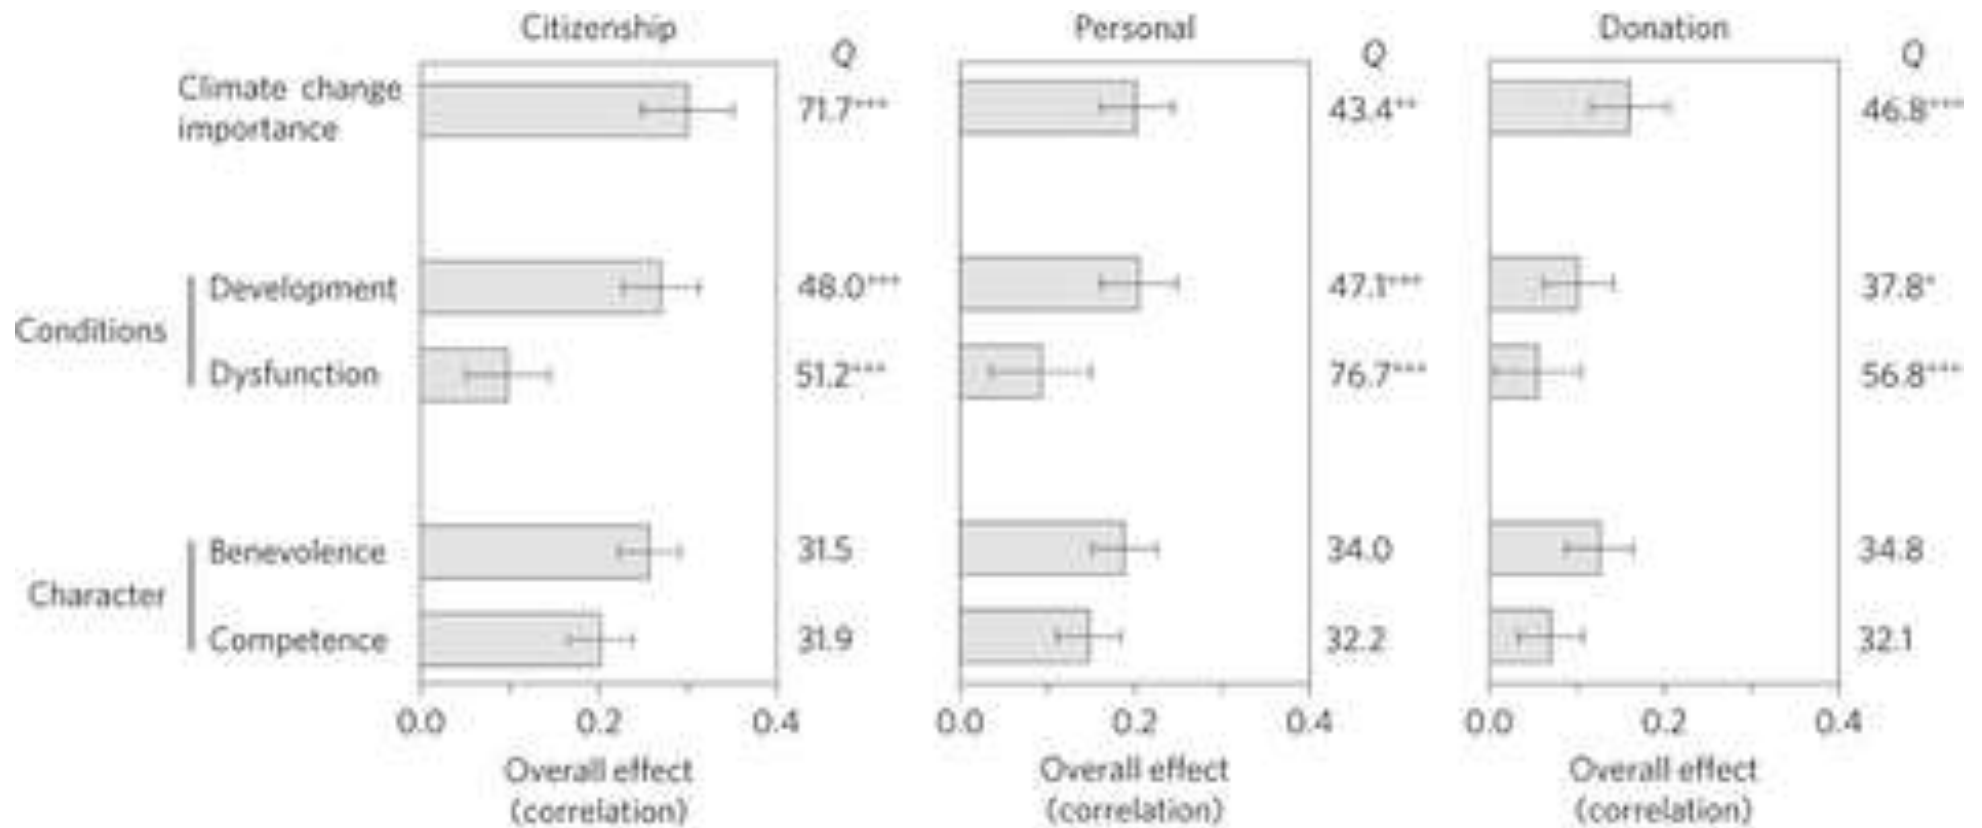 Citizenship
Q
Personal
Q
Donation
Q
Climate change
importance
71.7***
43.4**
46.8***
Conditions
Development
48.0***
47.1***
37.8*
Dysfunction
51.2***
76.7***
56.8***
Character
Benevolence
31.5
34.0
34.8
Competence
31.9
32.2
32.1
0.0 0.2 0.4
0.0 0.2 0.4
0.0 0.2 0.4
Overall effect
(correlation)
Overall effect
(correlation)
Overall effect
(correlation)